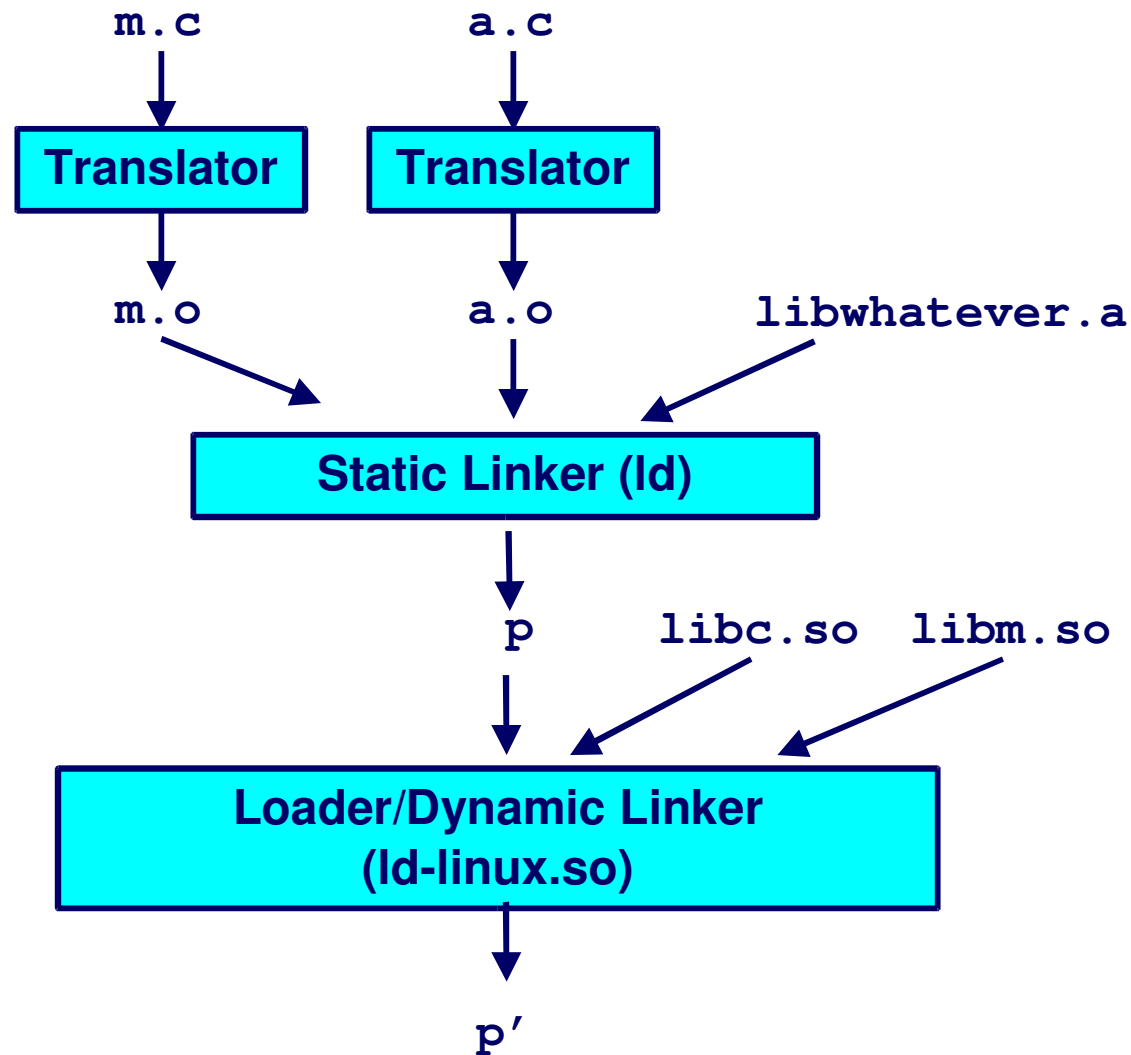 m.c
a.c
Translator
Translator
m.o
a.o
libwhatever.a
Static Linker (ld)
p
libc.so
libm.so
Loader/Dynamic Linker
(ld-linux.so)
p′